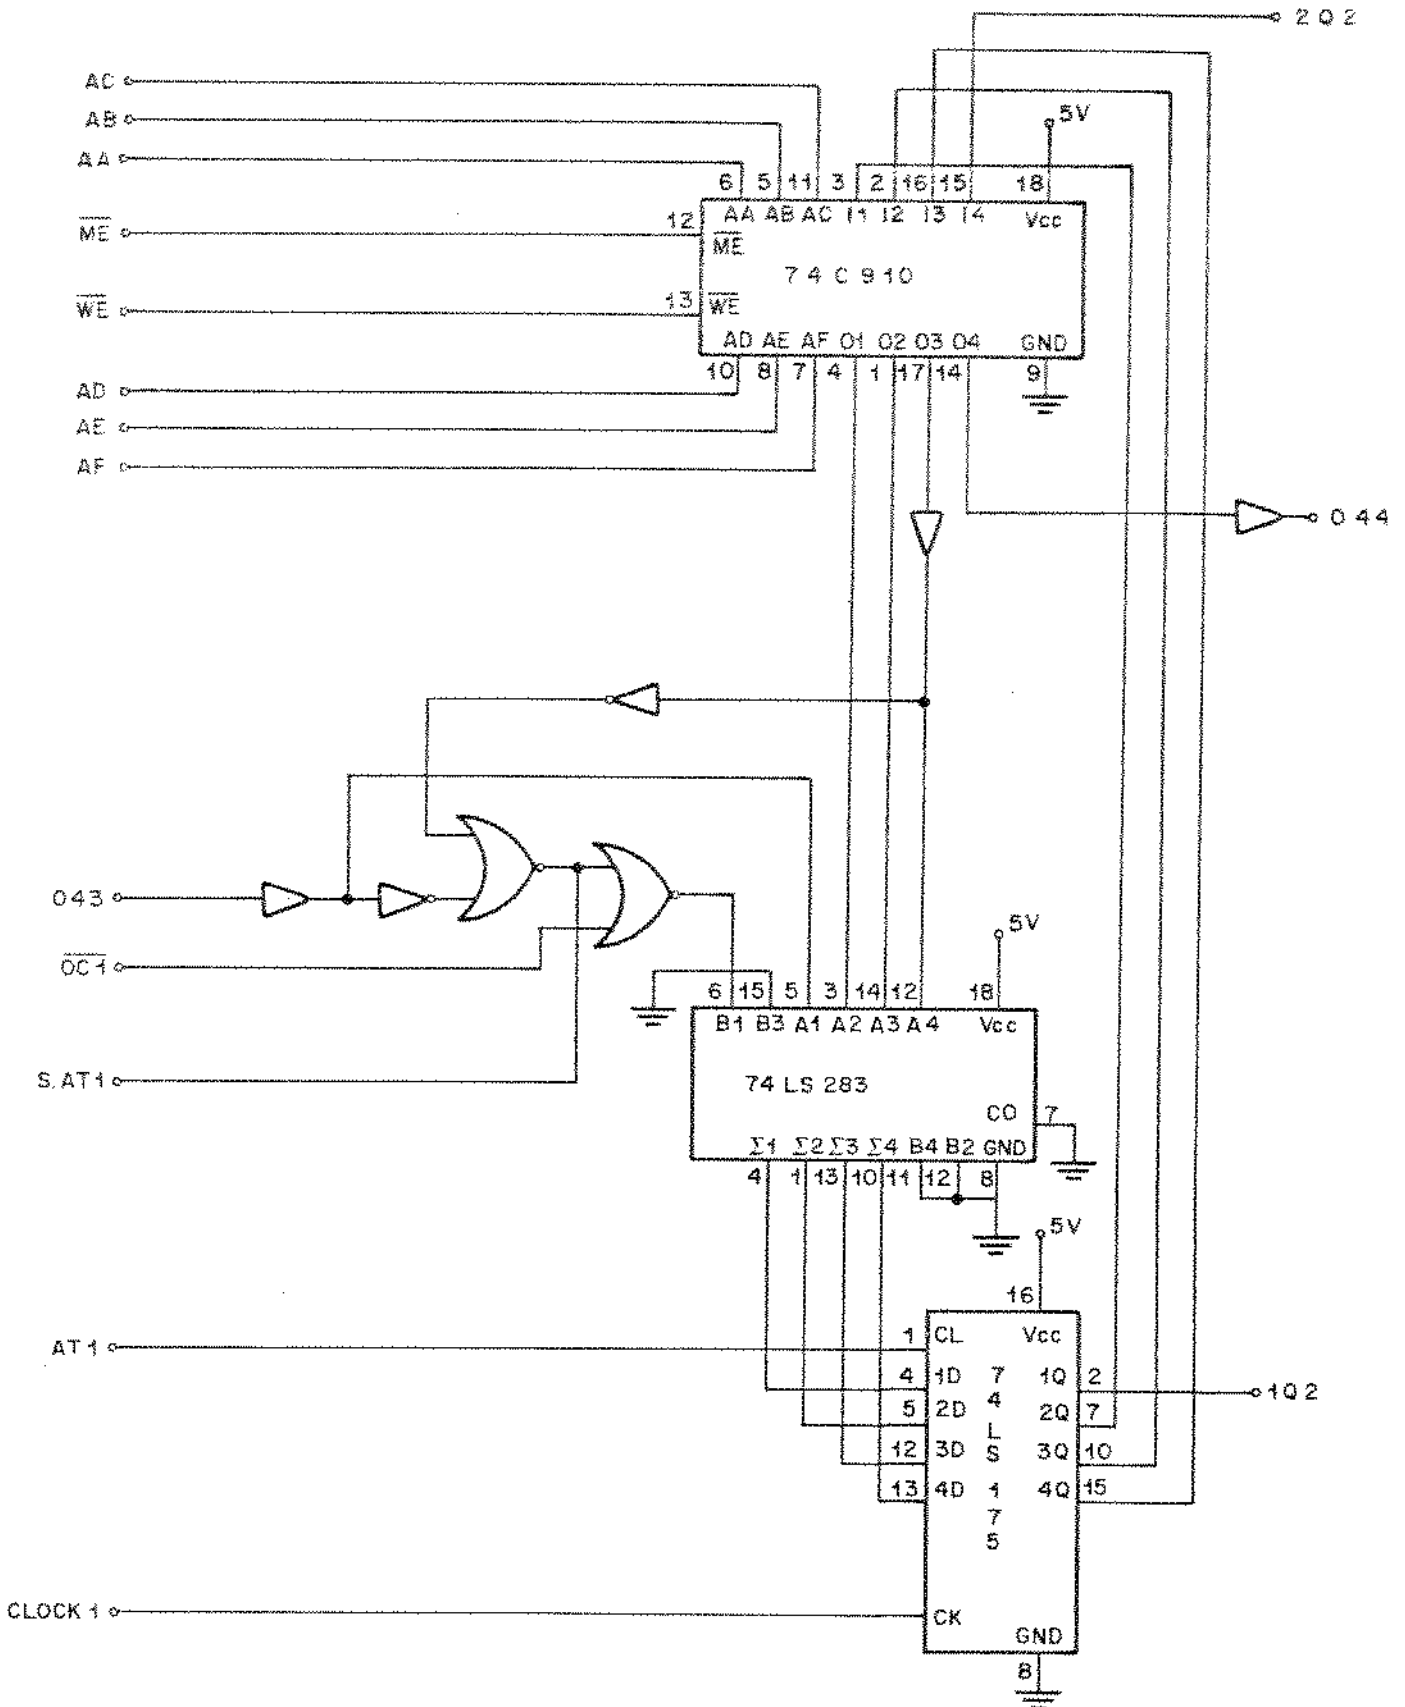 2Q2
AC
AB
AA
5V
6 5 11 3 2 16 15 18
AA AB AC I1 I2 I3 I4 Vcc
ME 12 ME
74C910
WE 13 WE
AD AE AF O1 O2 O3 O4 GND
10 8 7 4 1 17 14 9
AD
AE
AF
O44
O43
OC1
5V
6 15 5 3 14 12 18
B1 B3 A1 A2 A3 A4 Vcc
S.AT1
74LS283
CO 7
Σ1 Σ2 Σ3 Σ4 B4 B2 GND
4 1 13 10 11 12 8
5V
16
AT1 1 CL Vcc
4 1D 1Q 2 1Q2
5 2D 2Q 7
12 3D 3Q 10
13 4D 4Q 15
74LS175
CLOCK1 CK
GND
8